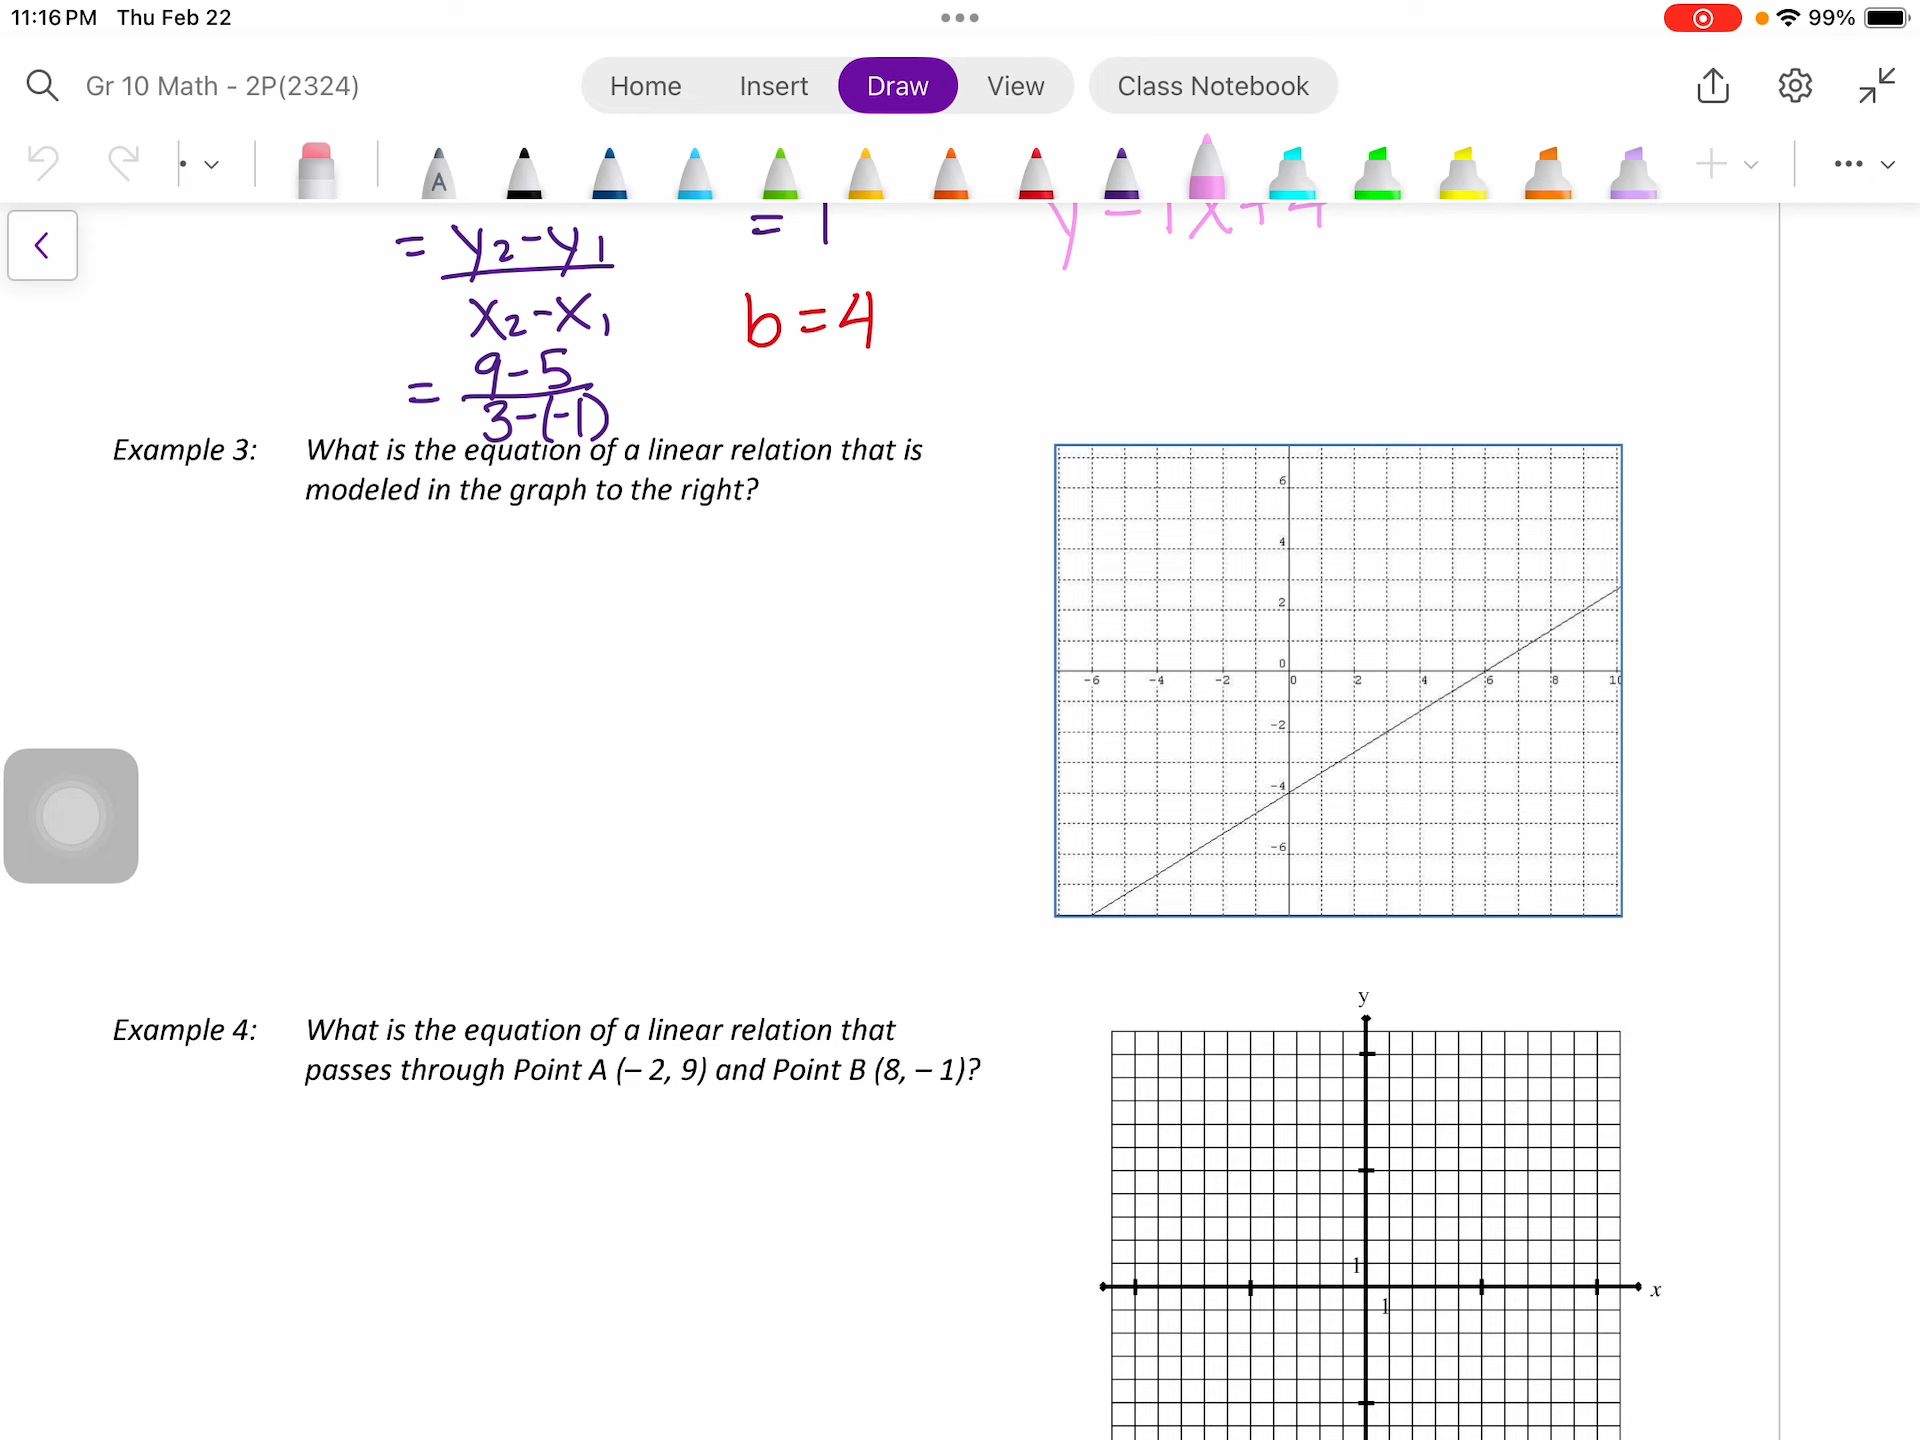 11:16 PM Thu Feb 22
99%
Gr 10 Math - 2P(2324)
Home Insert Draw View Class Notebook
A
= y₂-y₁
x₂-x₁
= 1
y=1x+4
b=4
= 9-5
3-(-1)
Example 3: What is the equation of a linear relation that is
modeled in the graph to the right?
6
4
2
0
-6 -4 -2 0 2 4 6 8 10
-2
-4
-6
Example 4: What is the equation of a linear relation that
passes through Point A (– 2, 9) and Point B (8, – 1)?
y
1
x
1